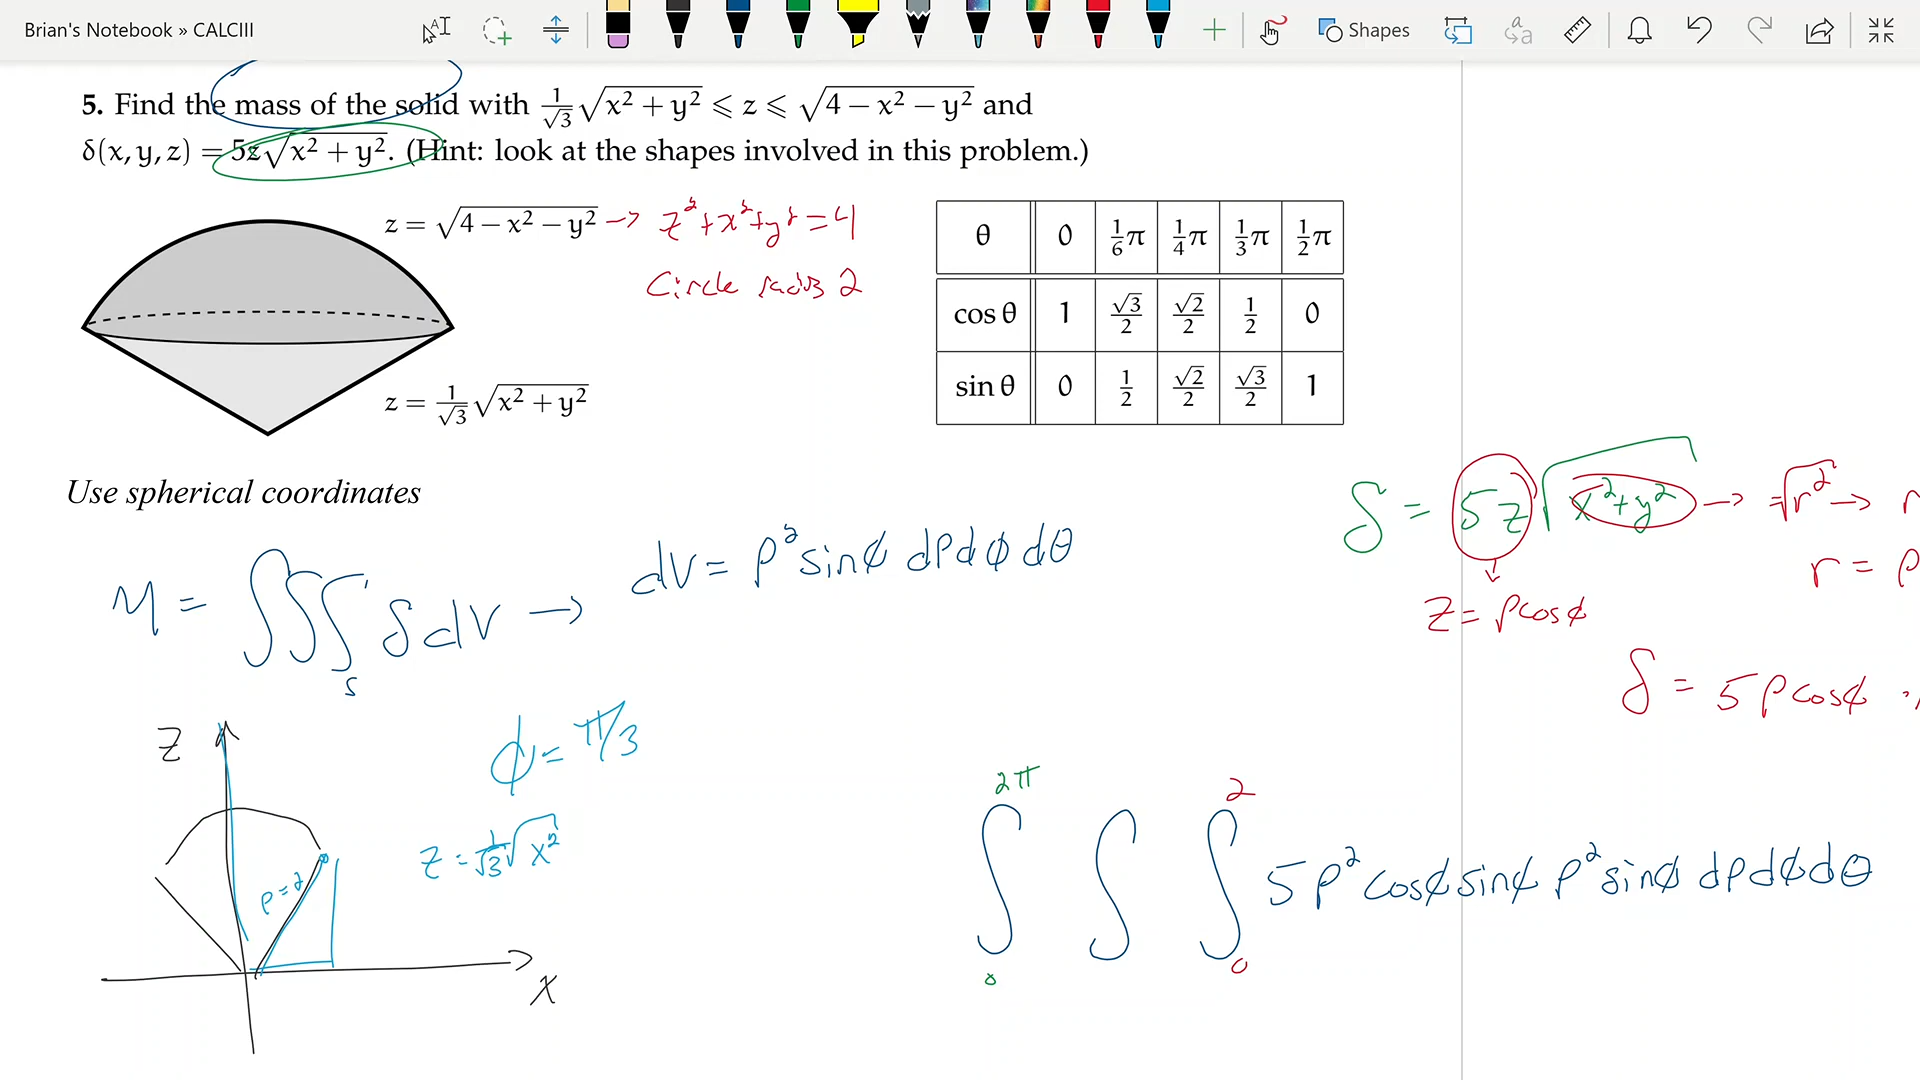 Brian's Notebook » CALCIII
Shapes
5. Find the mass of the solid with 1/√3 √(x² + y²) ⩽ z ⩽ √(4 − x² − y²) and
δ(x, y, z) = 5z√(x² + y²). (Hint: look at the shapes involved in this problem.)
z = √(4 − x² − y²) → z² + x² + y² = 4
Circle radius 2
z = 1/√3 √(x² + y²)
θ 0 1/6 π 1/4 π 1/3 π 1/2 π
cos θ 1 √3/2 √2/2 1/2 0
sin θ 0 1/2 √2/2 √3/2 1
Use spherical coordinates
δ = 5z √(x² + y²) → √r² → r
r = ρ
z = ρcosϕ
δ = 5ρcosϕ
M = ∭_S δ dV → dV = ρ² sinϕ dρ dϕ dθ
Z
ϕ = π/3
z = 1/√3 √x²
ρ = 2
X
∫₀^2π ∫ ∫₀² 5ρ² cosϕ sinϕ ρ² sinϕ dρ dϕ dθ